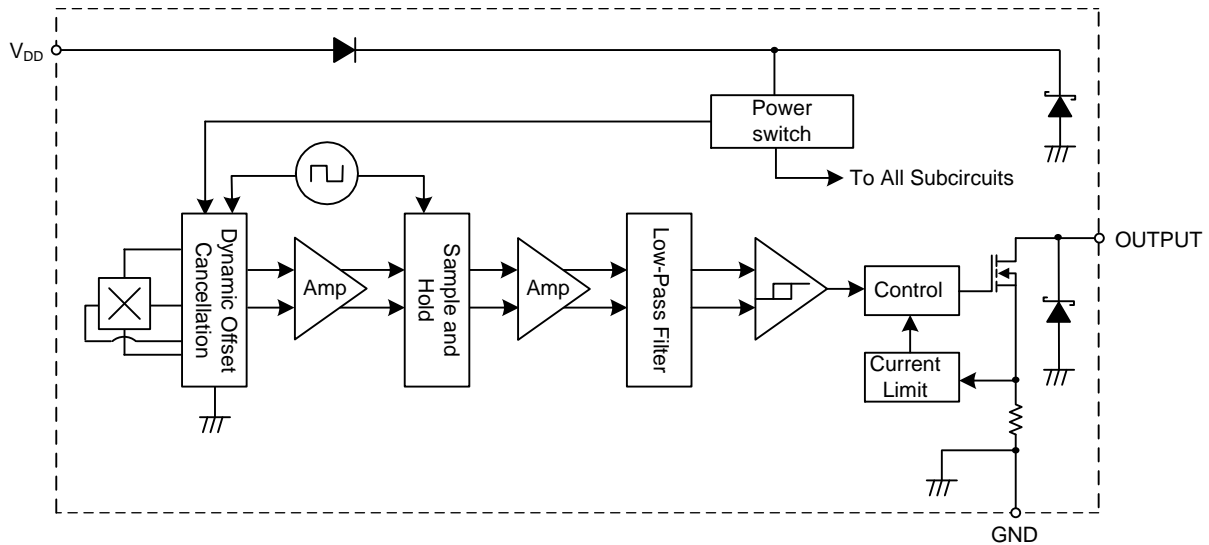 VDD
Power
switch
To All Subcircuits
Dynamic Offset
Cancellation
Amp
Sample and
Hold
Amp
Low-Pass Filter
Control
Current
Limit
OUTPUT
GND